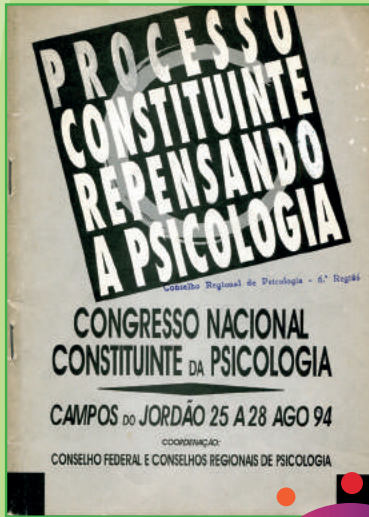 PROCESSO
CONSTITUINTE
REPENSANDO
A PSICOLOGIA
Conselho Regional de Psicologia - 6.ª Região
CONGRESSO NACIONAL
CONSTITUINTE DA PSICOLOGIA
CAMPOS DO JORDÃO 25 A 28 AGO 94
COORDENAÇÃO:
CONSELHO FEDERAL E CONSELHOS REGIONAIS DE PSICOLOGIA